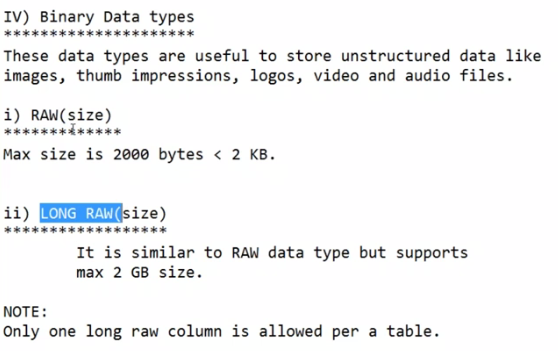 IV) Binary Data types
*********************
These data types are useful to store unstructured data like
images, thumb impressions, logos, video and audio files.
i) RAW(size)
*************
Max size is 2000 bytes < 2 KB.
ii) LONG RAW(size)
******************
It is similar to RAW data type but supports
max 2 GB size.
NOTE:
Only one long raw column is allowed per a table.